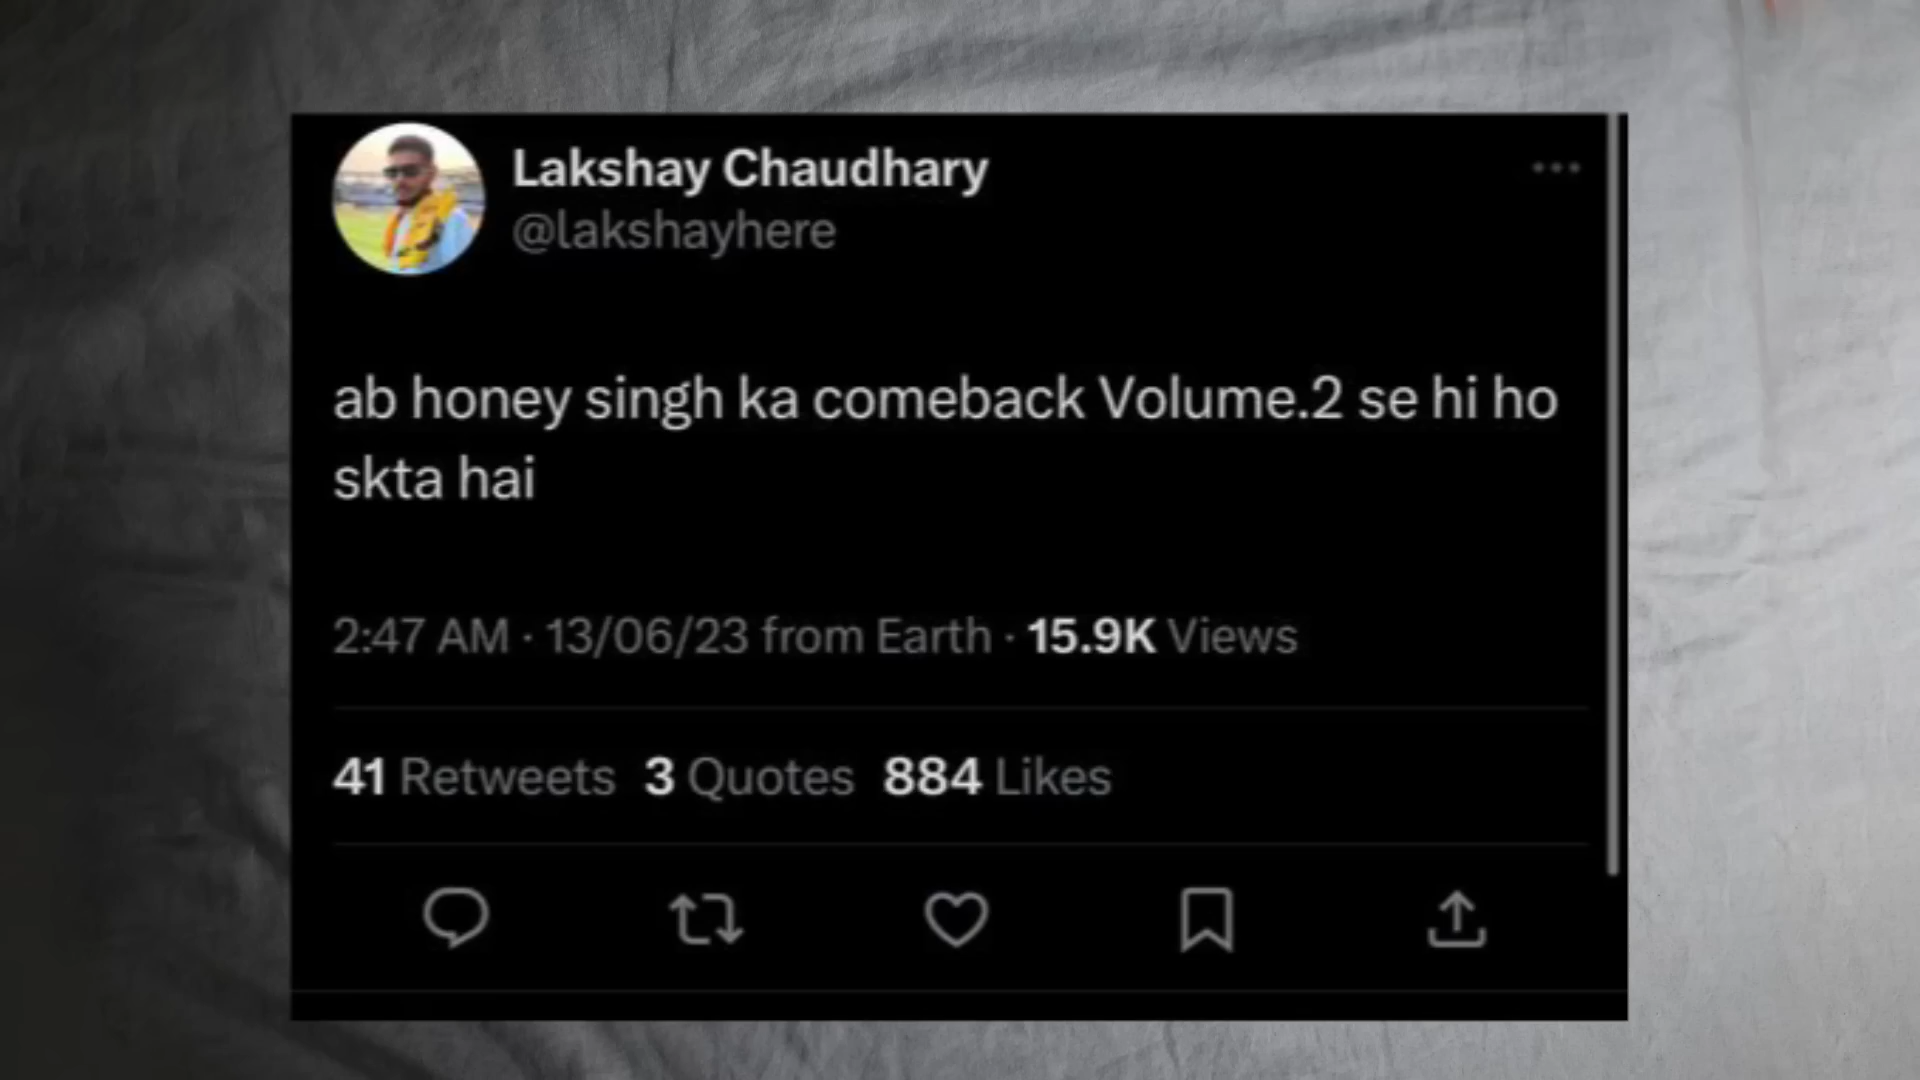 Lakshay Chaudhary
@lakshayhere
ab honey singh ka comeback Volume.2 se hi ho
skta hai
2:47 AM · 13/06/23 from Earth · 15.9K Views
41 Retweets 3 Quotes 884 Likes